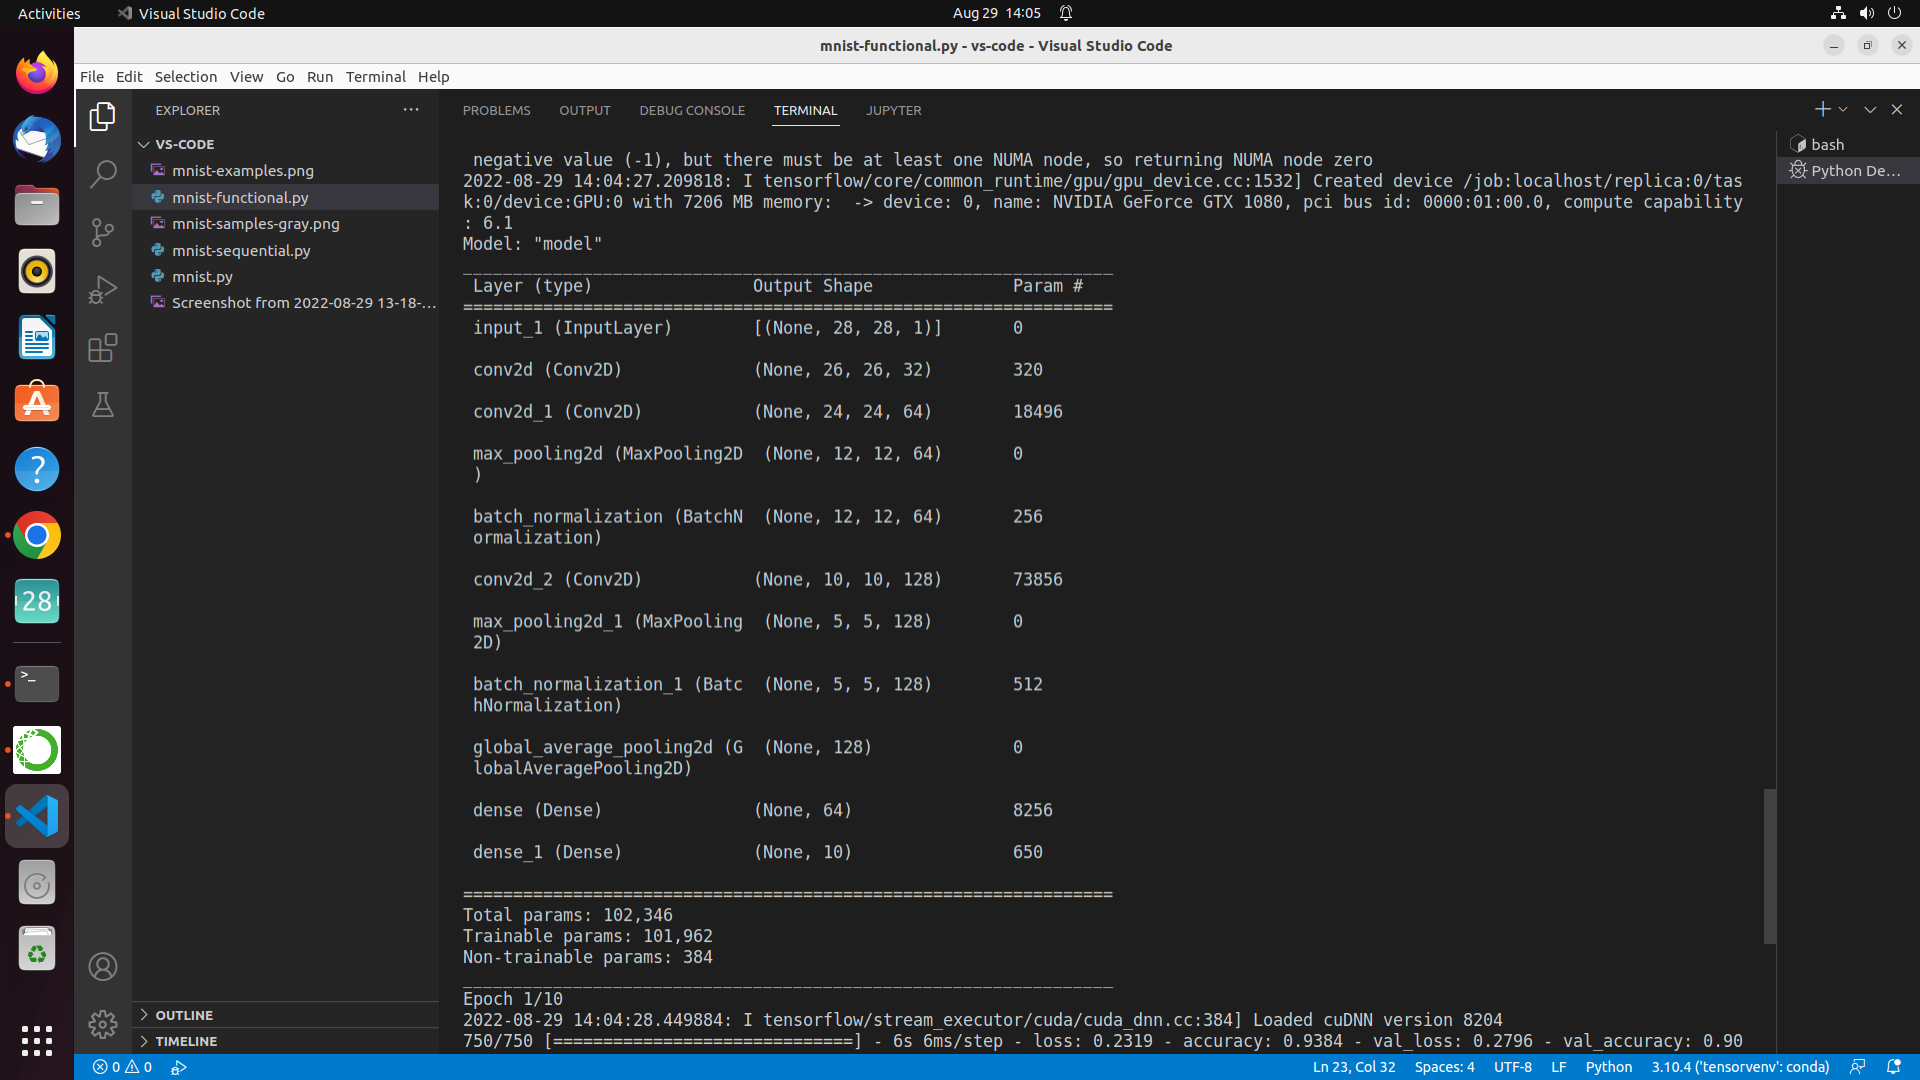 Activities
Visual Studio Code
Aug 29 14:05
mnist-functional.py - vs-code - Visual Studio Code
File Edit Selection View Go Run Terminal Help
EXPLORER
VS-CODE
mnist-examples.png
mnist-functional.py
mnist-samples-gray.png
mnist-sequential.py
mnist.py
Screenshot from 2022-08-29 13-18-...
OUTLINE
TIMELINE
28
PROBLEMS OUTPUT DEBUG CONSOLE TERMINAL JUPYTER
bash
Python De...
negative value (-1), but there must be at least one NUMA node, so returning NUMA node zero
2022-08-29 14:04:27.209818: I tensorflow/core/common_runtime/gpu/gpu_device.cc:1532] Created device /job:localhost/replica:0/tas
k:0/device:GPU:0 with 7206 MB memory:  -> device: 0, name: NVIDIA GeForce GTX 1080, pci bus id: 0000:01:00.0, compute capability
: 6.1
Model: "model"
_________________________________________________________________
Layer (type)                Output Shape              Param #
=================================================================
input_1 (InputLayer)        [(None, 28, 28, 1)]       0
conv2d (Conv2D)             (None, 26, 26, 32)        320
conv2d_1 (Conv2D)           (None, 24, 24, 64)        18496
max_pooling2d (MaxPooling2D  (None, 12, 12, 64)       0
)
batch_normalization (BatchN  (None, 12, 12, 64)       256
ormalization)
conv2d_2 (Conv2D)           (None, 10, 10, 128)       73856
max_pooling2d_1 (MaxPooling  (None, 5, 5, 128)        0
2D)
batch_normalization_1 (Batc  (None, 5, 5, 128)        512
hNormalization)
global_average_pooling2d (G  (None, 128)              0
lobalAveragePooling2D)
dense (Dense)               (None, 64)                8256
dense_1 (Dense)             (None, 10)                650
=================================================================
Total params: 102,346
Trainable params: 101,962
Non-trainable params: 384
_________________________________________________________________
Epoch 1/10
2022-08-29 14:04:28.449884: I tensorflow/stream_executor/cuda/cuda_dnn.cc:384] Loaded cuDNN version 8204
750/750 [==============================] - 6s 6ms/step - loss: 0.2319 - accuracy: 0.9384 - val_loss: 0.2796 - val_accuracy: 0.90
0 0
Ln 23, Col 32 Spaces: 4 UTF-8 LF Python 3.10.4 ('tensorvenv': conda)